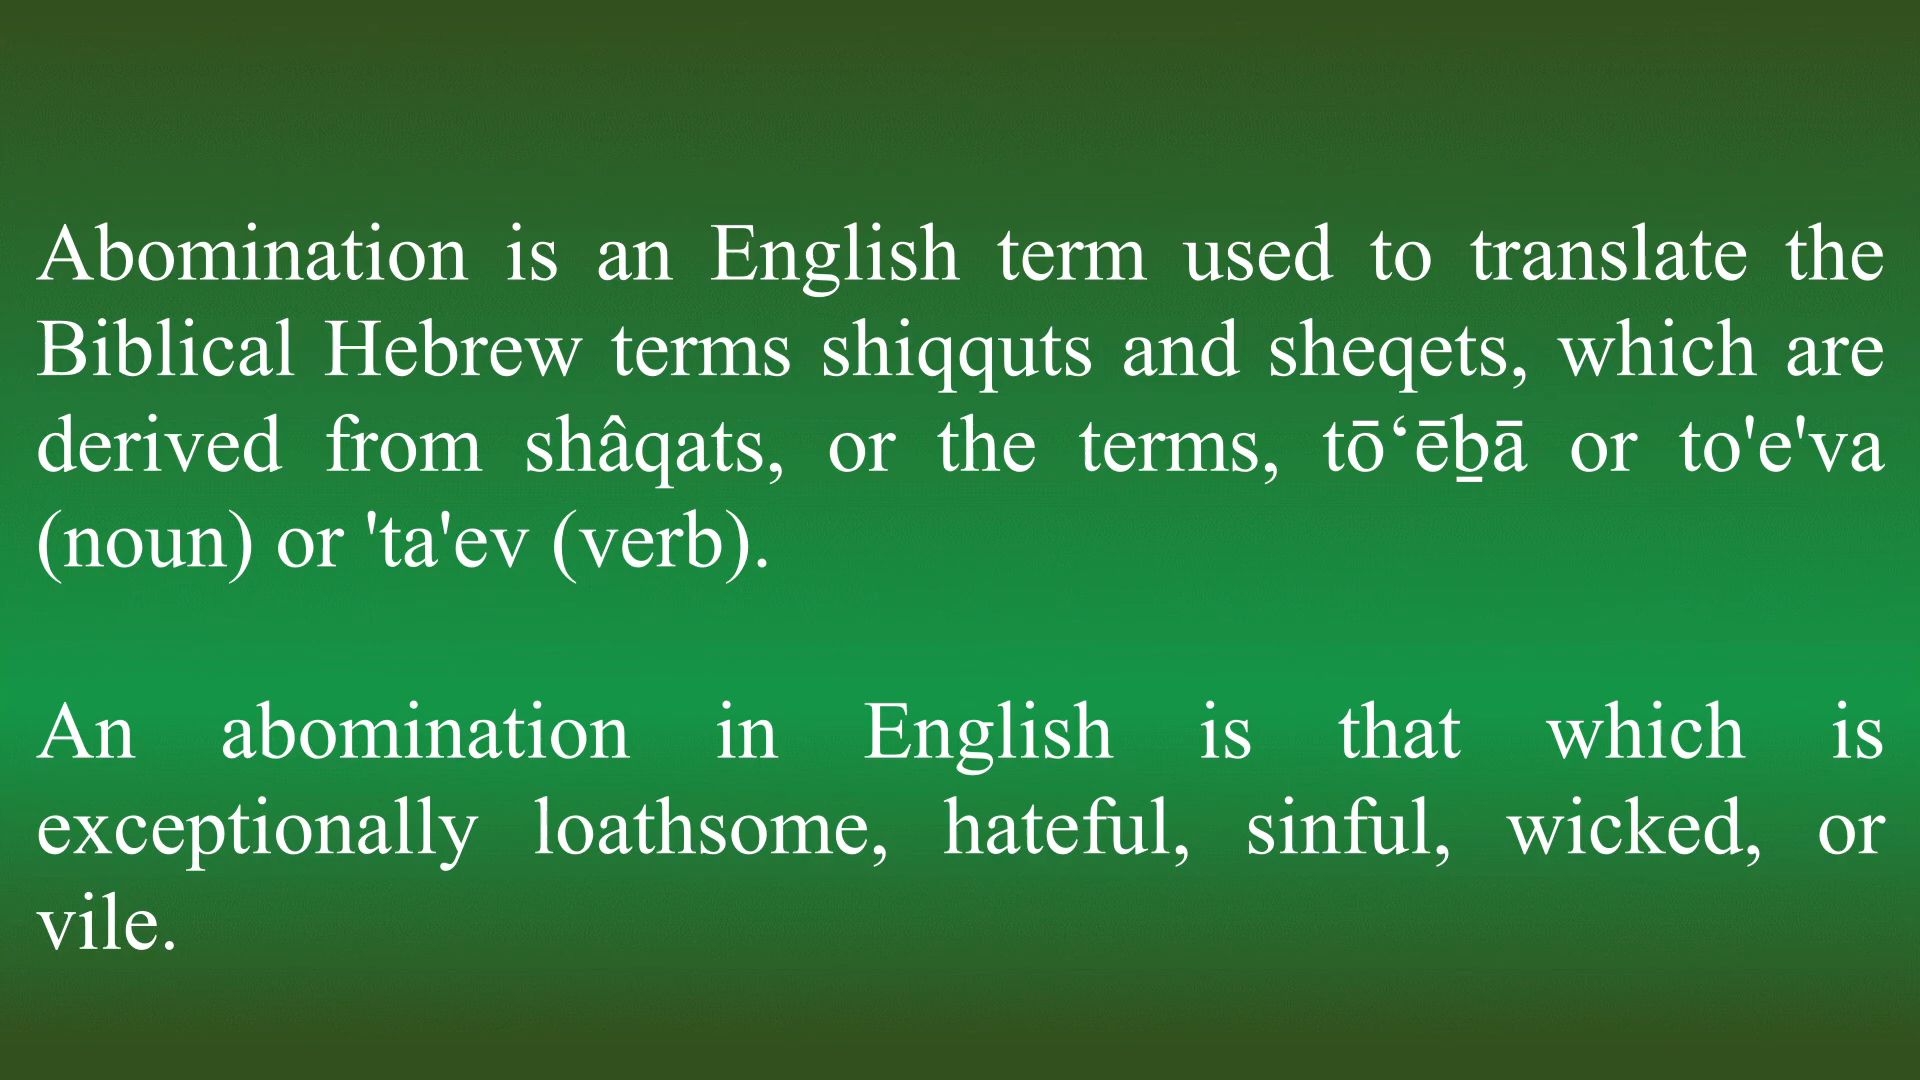 Abomination is an English term used to translate the
Biblical Hebrew terms shiqquts and sheqets, which are
derived from shâqats, or the terms, tō‘ēḇā or to'e'va
(noun) or 'ta'ev (verb).
An abomination in English is that which is
exceptionally loathsome, hateful, sinful, wicked, or
vile.